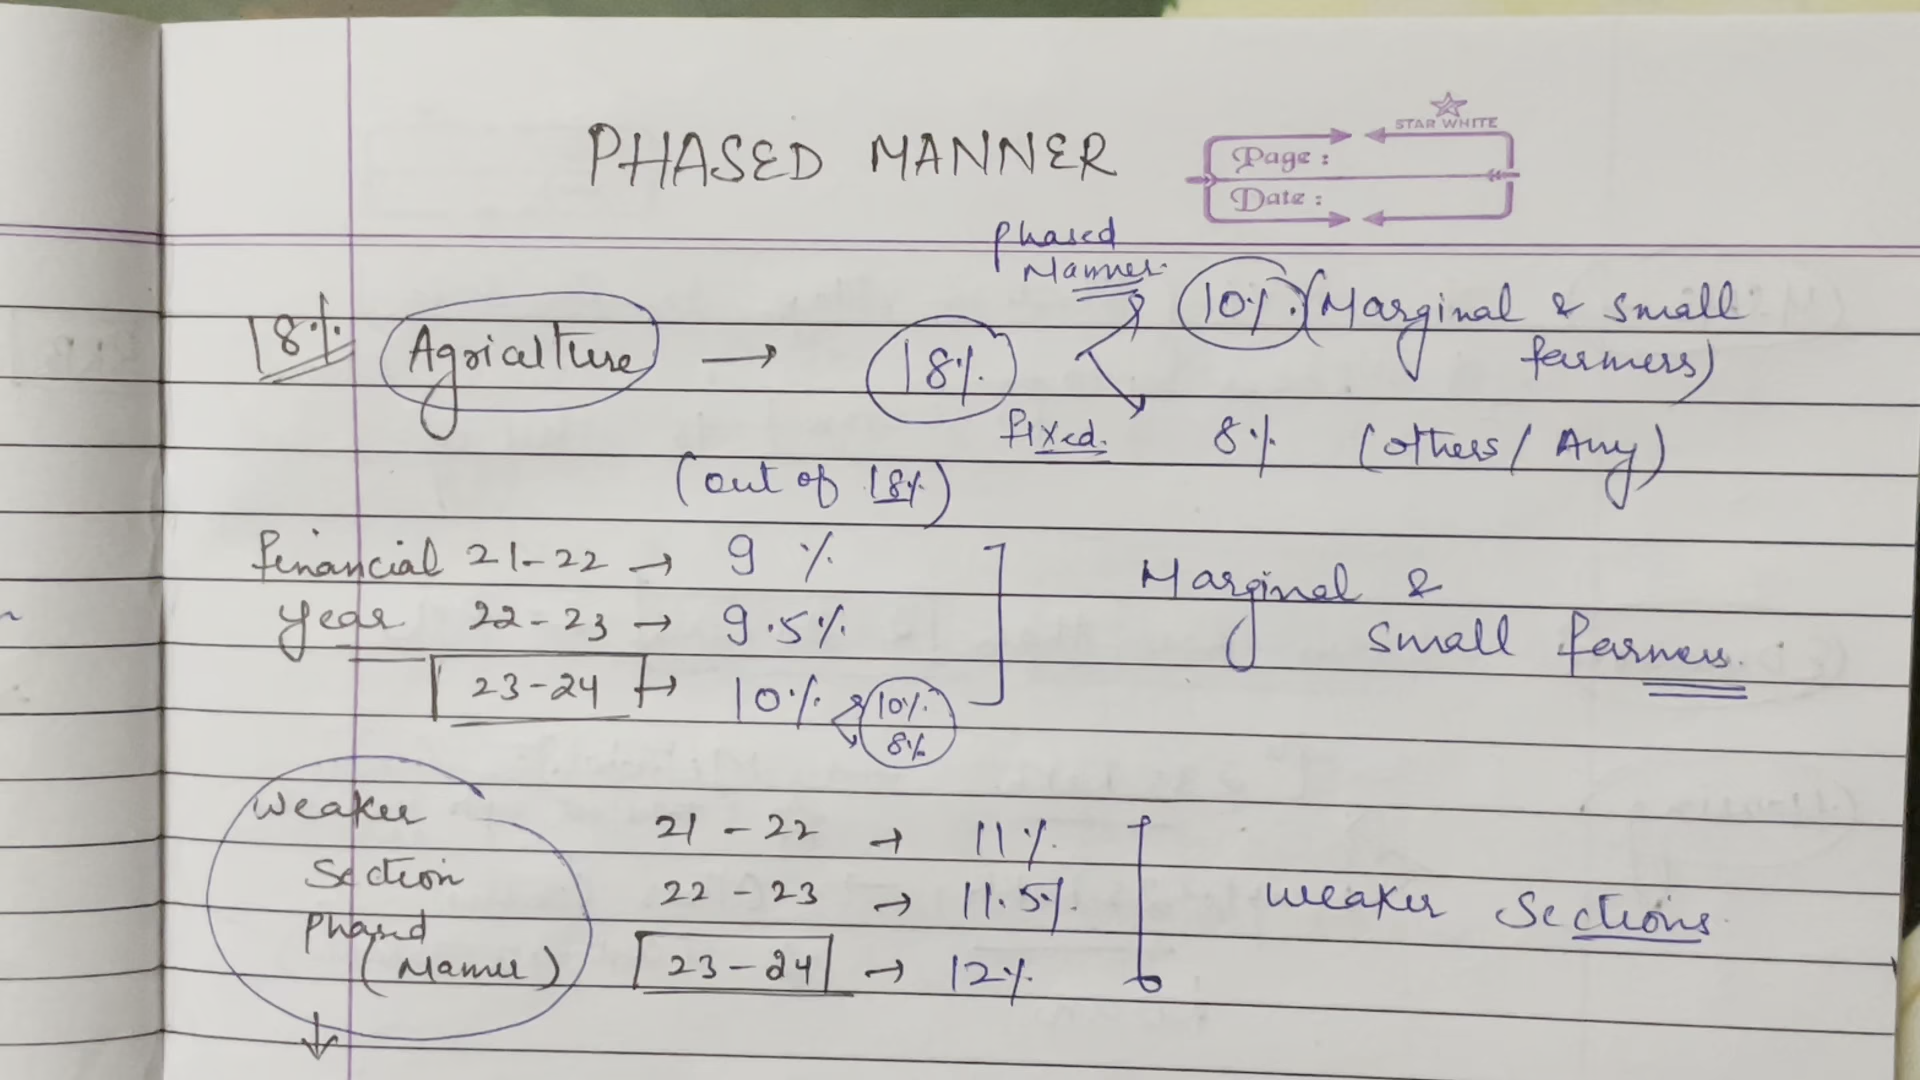 PHASED MANNER
STAR WHITE
Page :
Date :
Phased
Manner.
18% Agriculture → 18% 10% (Marginal & small
farmers)
fixed. 8% (others / Any)
(out of 18%)
financial 21-22 → 9 %
year 22-23 → 9.5%
23-24 → 10% 10%
8%
Marginal &
Small farmers.
Weaker
Section
Phased
(Manner)
21-22 → 11%
22-23 → 11.5%
23-24 → 12%
Weaker Sections